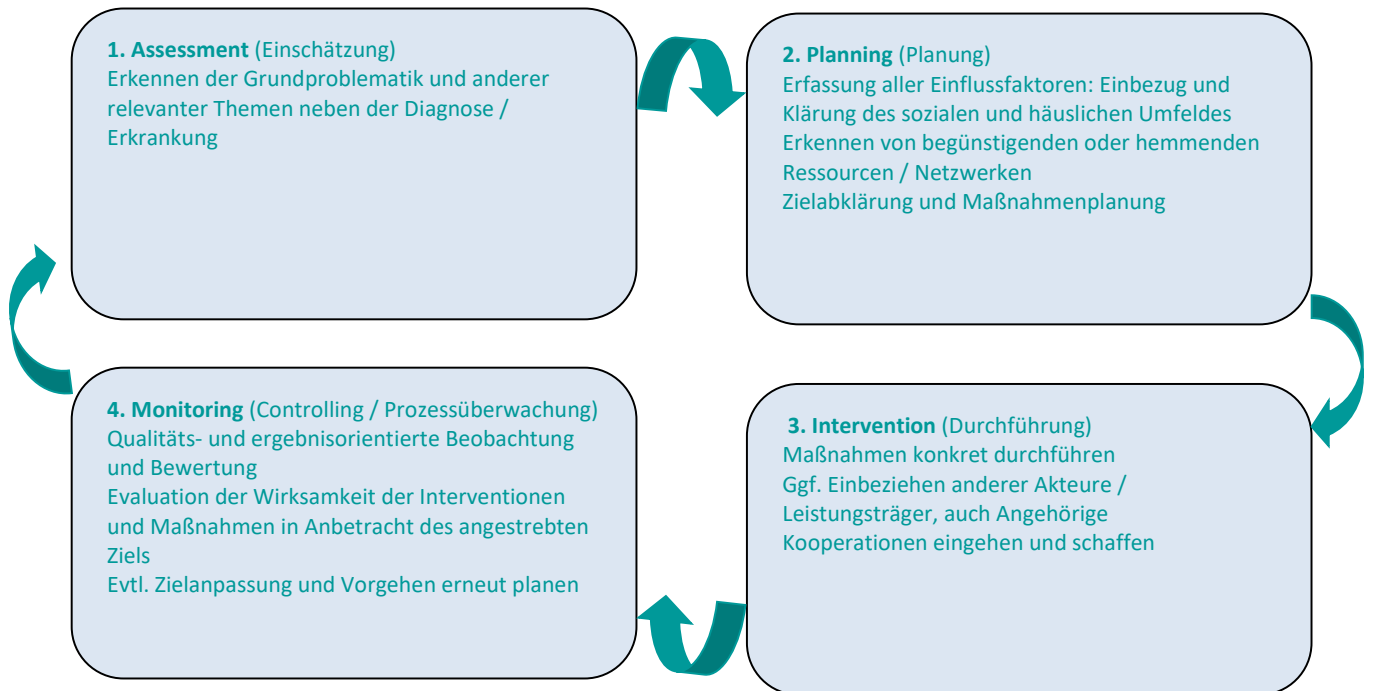 1. Assessment (Einschätzung)
Erkennen der Grundproblematik und anderer
relevanter Themen neben der Diagnose /
Erkrankung
2. Planning (Planung)
Erfassung aller Einflussfaktoren: Einbezug und
Klärung des sozialen und häuslichen Umfeldes
Erkennen von begünstigenden oder hemmenden
Ressourcen / Netzwerken
Zielabklärung und Maßnahmenplanung
3. Intervention (Durchführung)
Maßnahmen konkret durchführen
Ggf. Einbeziehen anderer Akteure /
Leistungsträger, auch Angehörige
Kooperationen eingehen und schaffen
4. Monitoring (Controlling / Prozessüberwachung)
Qualitäts- und ergebnisorientierte Beobachtung
und Bewertung
Evaluation der Wirksamkeit der Interventionen
und Maßnahmen in Anbetracht des angestrebten
Ziels
Evtl. Zielanpassung und Vorgehen erneut planen